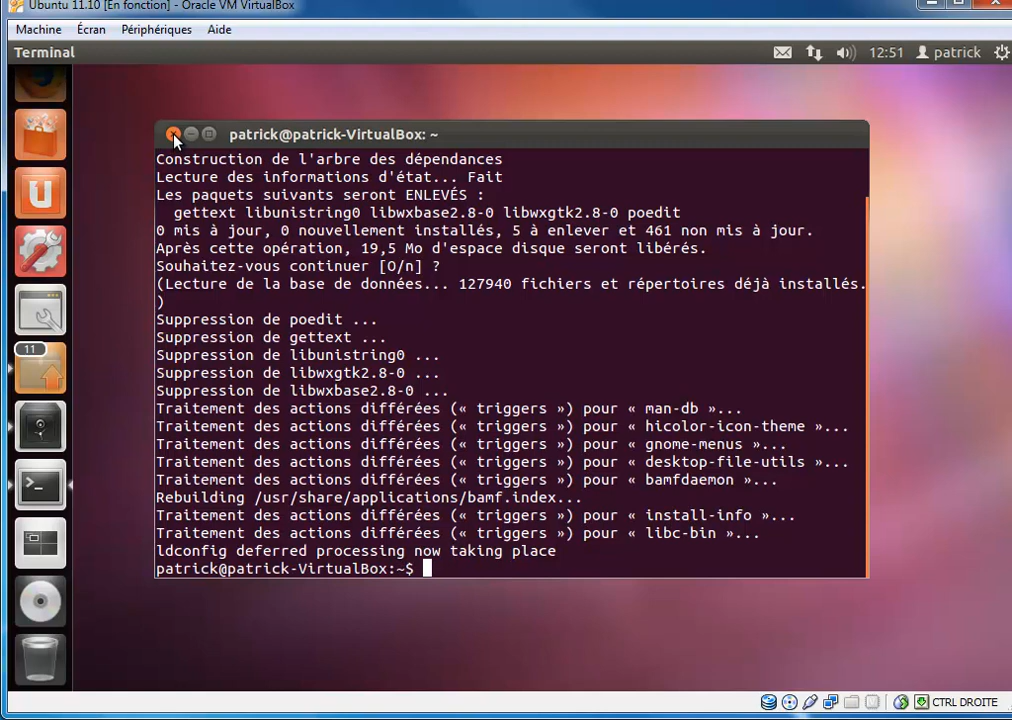 Ubuntu 11.10 [En fonction] - Oracle VM VirtualBox
Machine Écran Périphériques Aide
Terminal 12:51 patrick
patrick@patrick-VirtualBox: ~
Construction de l'arbre des dépendances
Lecture des informations d'état... Fait
Les paquets suivants seront ENLEVÉS :
gettext libunistring0 libwxbase2.8-0 libwxgtk2.8-0 poedit
0 mis à jour, 0 nouvellement installés, 5 à enlever et 461 non mis à jour.
Après cette opération, 19,5 Mo d'espace disque seront libérés.
Souhaitez-vous continuer [O/n] ?
(Lecture de la base de données... 127940 fichiers et répertoires déjà installés.
)
Suppression de poedit ...
Suppression de gettext ...
Suppression de libunistring0 ...
Suppression de libwxgtk2.8-0 ...
Suppression de libwxbase2.8-0 ...
Traitement des actions différées (« triggers ») pour « man-db »...
Traitement des actions différées (« triggers ») pour « hicolor-icon-theme »...
Traitement des actions différées (« triggers ») pour « gnome-menus »...
Traitement des actions différées (« triggers ») pour « desktop-file-utils »...
Traitement des actions différées (« triggers ») pour « bamfdaemon »...
Rebuilding /usr/share/applications/bamf.index...
Traitement des actions différées (« triggers ») pour « install-info »...
Traitement des actions différées (« triggers ») pour « libc-bin »...
ldconfig deferred processing now taking place
patrick@patrick-VirtualBox:~$
U
11
>_
CTRL DROITE